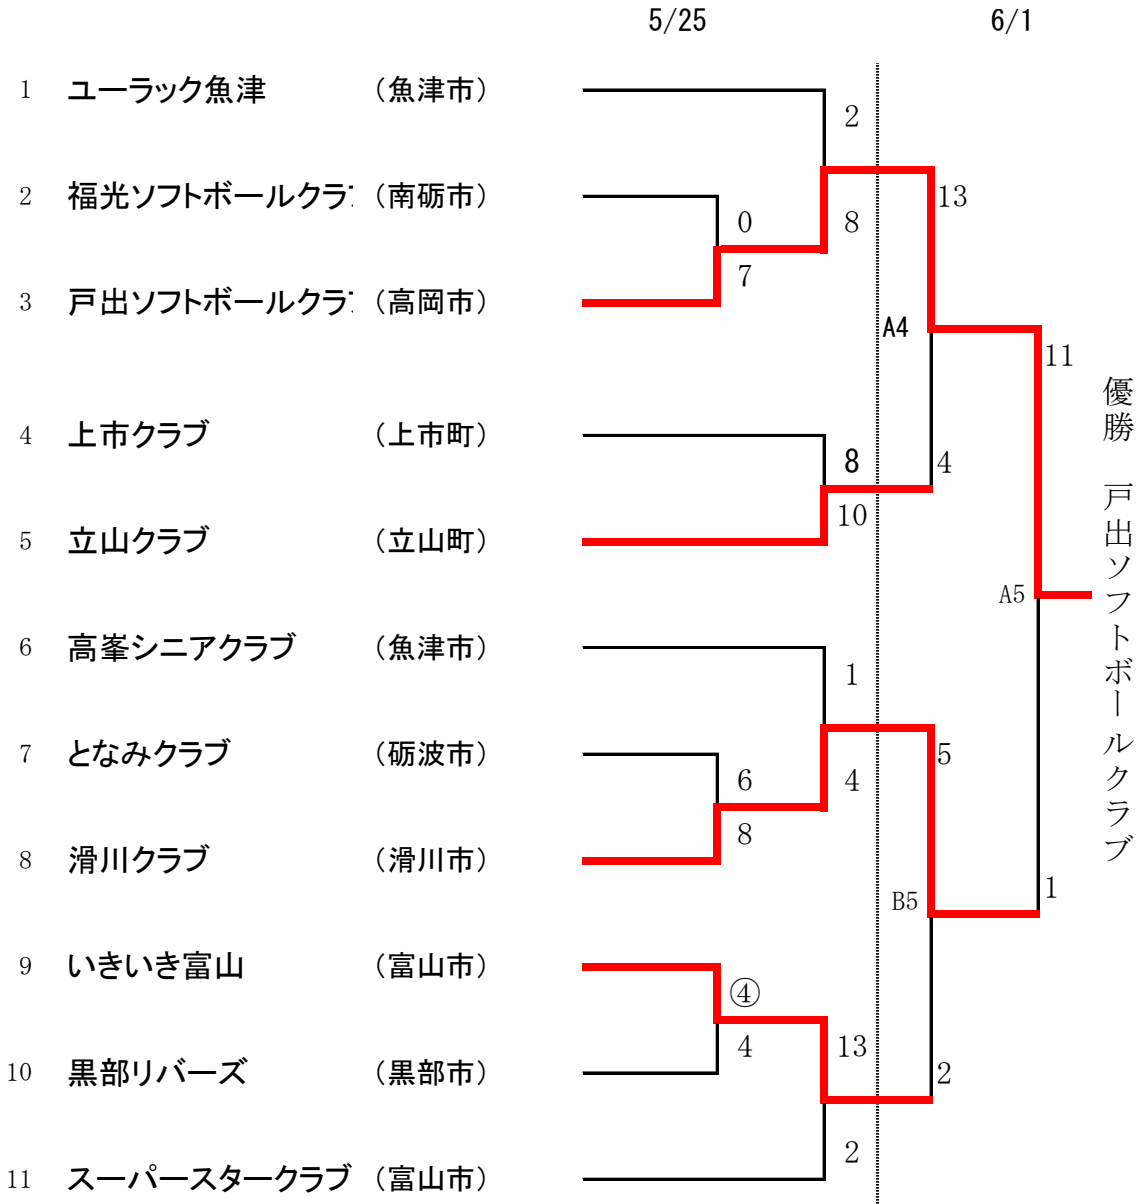 5/25 6/1
1 ユーラック魚津 （魚津市）
2
2 福光ソフトボールクラ （南砺市） 13
0 8
7
3 戸出ソフトボールクラ （高岡市）
A4
11
4 上市クラブ （上市町）
8 4
10
5 立山クラブ （立山町）
A5
6 高峯シニアクラブ （魚津市）
1
7 となみクラブ （砺波市） 5
6 4
8
8 滑川クラブ （滑川市）
1
B5
9 いきいき富山 （富山市）
④
4 13
10 黒部リバーズ （黒部市） 2
2
11 スーパースタークラブ （富山市）
優勝 戸出ソフトボールクラブ